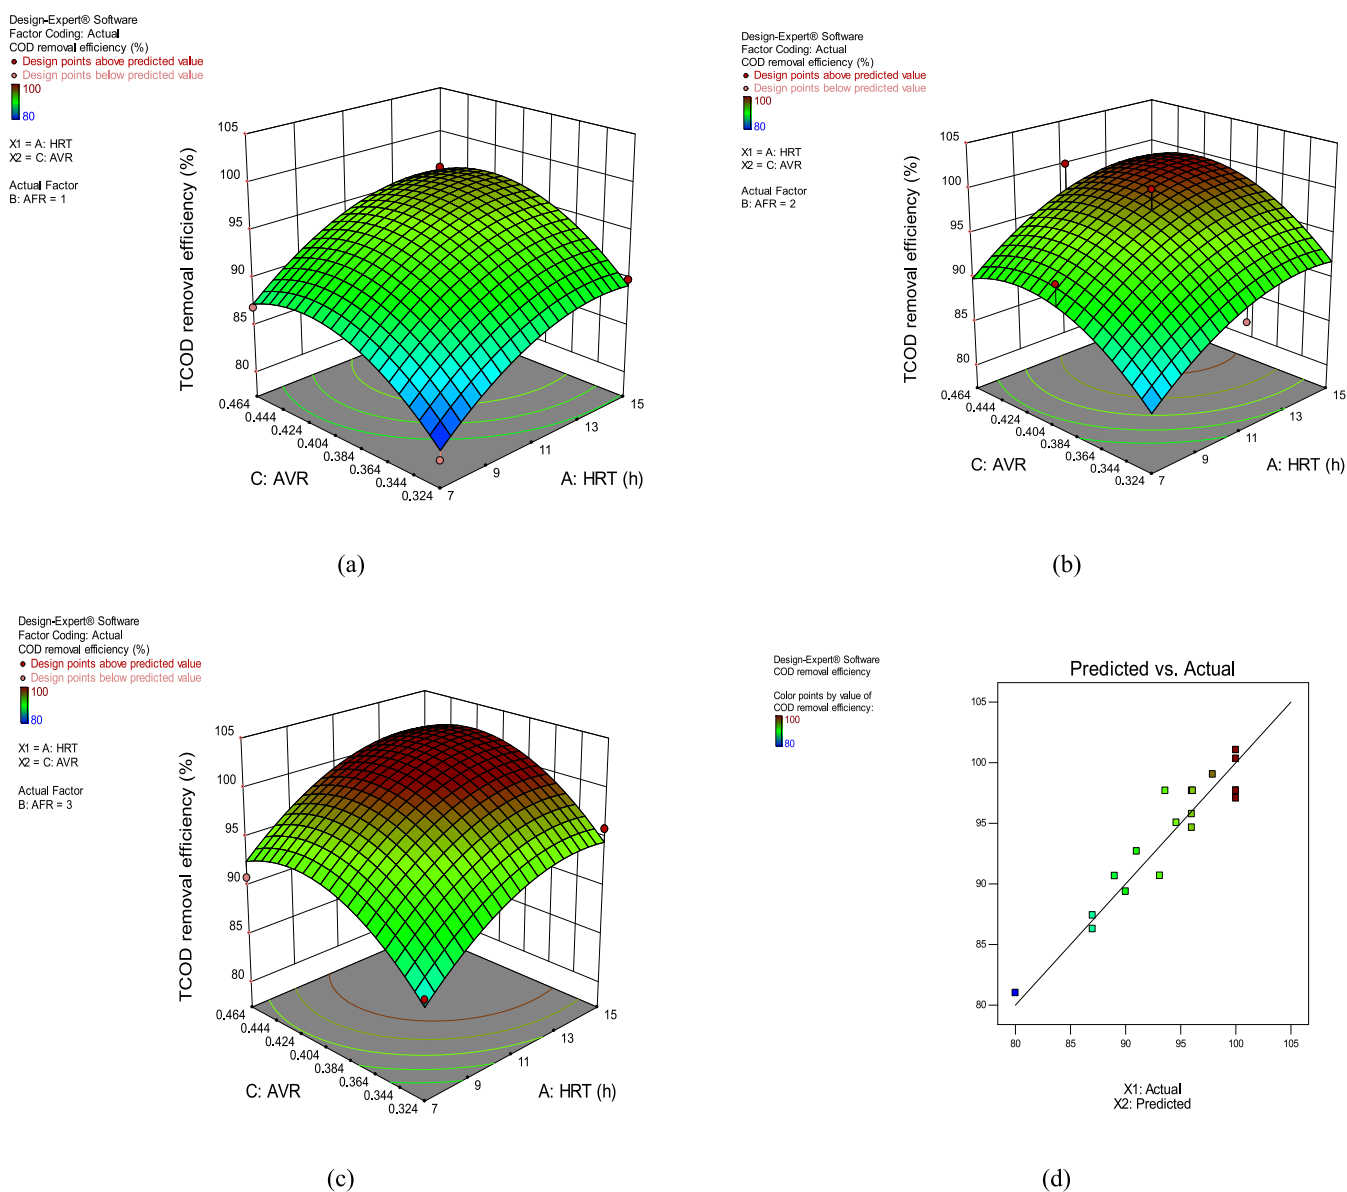 Design-Expert® Software
Factor Coding: Actual
COD removal efficiency (%)
Design points above predicted value
Design points below predicted value
100
80
X1 = A: HRT
X2 = C: AVR
Actual Factor
B: AFR = 1
TCOD removal efficiency (%)
105
100
95
90
85
80
0.464
0.444
0.424
0.404
0.384
0.364
0.344
0.324
7
9
11
13
15
C: AVR
A: HRT (h)
(a)
Design-Expert® Software
Factor Coding: Actual
COD removal efficiency (%)
Design points above predicted value
Design points below predicted value
100
80
X1 = A: HRT
X2 = C: AVR
Actual Factor
B: AFR = 2
TCOD removal efficiency (%)
105
100
95
90
85
80
0.464
0.444
0.424
0.404
0.384
0.364
0.344
0.324
7
9
11
13
15
C: AVR
A: HRT (h)
(b)
Design-Expert® Software
Factor Coding: Actual
COD removal efficiency (%)
Design points above predicted value
Design points below predicted value
100
80
X1 = A: HRT
X2 = C: AVR
Actual Factor
B: AFR = 3
TCOD removal efficiency (%)
105
100
95
90
85
80
0.464
0.444
0.424
0.404
0.384
0.364
0.344
0.324
7
9
11
13
15
C: AVR
A: HRT (h)
(c)
Design-Expert® Software
COD removal efficiency
Color points by value of
COD removal efficiency:
100
80
Predicted vs. Actual
105
100
95
90
85
80
80
85
90
95
100
105
X1: Actual
X2: Predicted
(d)